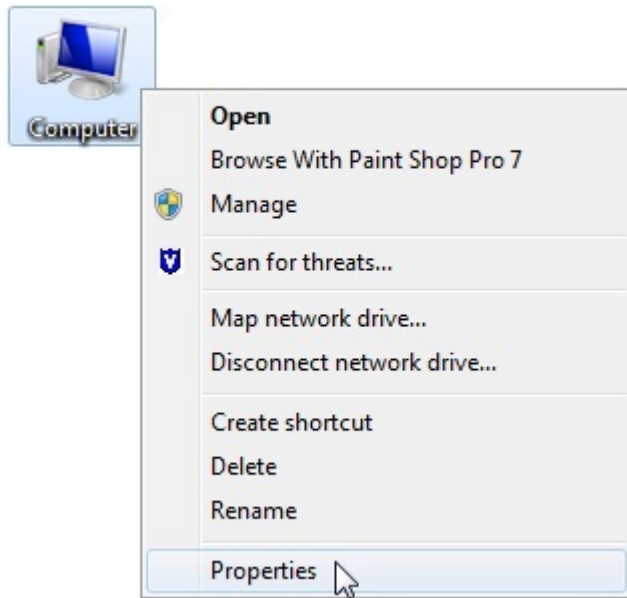 Computer
Open
Browse With Paint Shop Pro 7
Manage
Scan for threats...
Map network drive...
Disconnect network drive...
Create shortcut
Delete
Rename
Properties